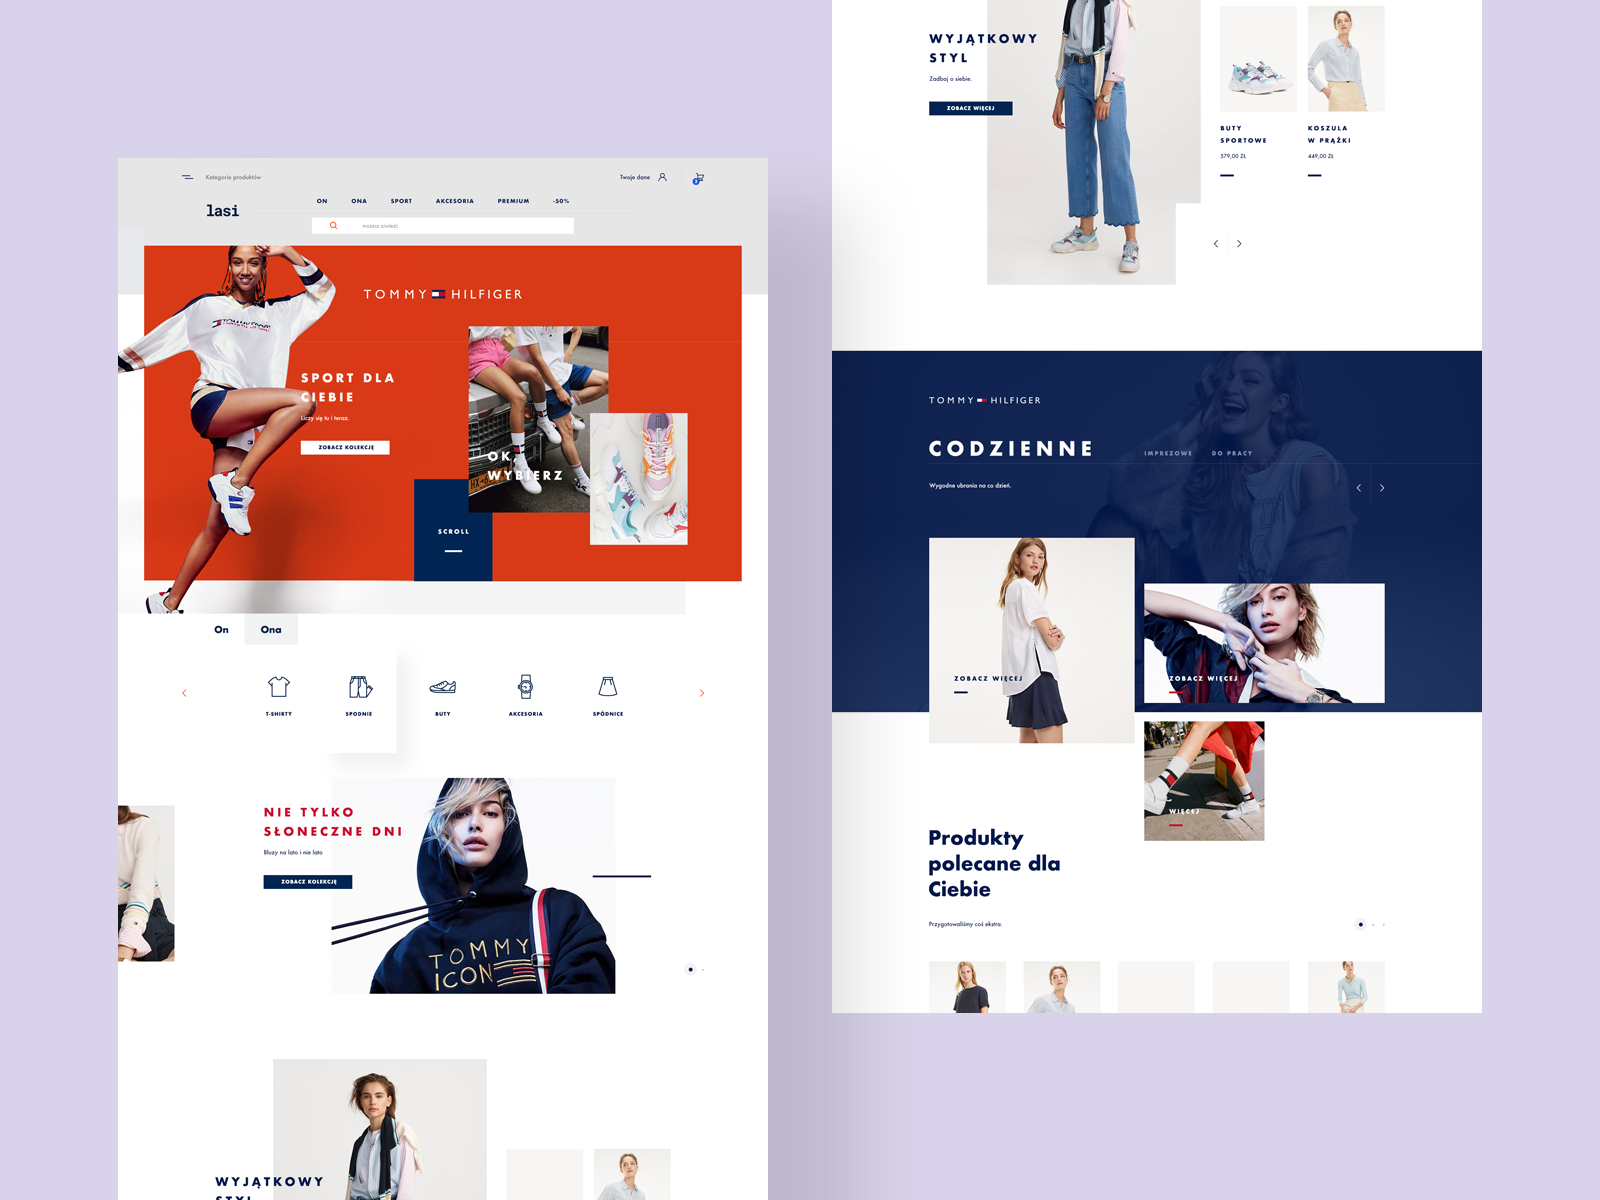 Kategorie produktów
Twoje dane
3
lasi
ON ONA SPORT AKCESORIA PREMIUM -50%
możesz znaleźć
TOMMY HILFIGER
TOMMY SPORT
SPORT DLA
CIEBIE
Liczy się tu i teraz.
ZOBACZ KOLEKCJĘ
OK,
WYBIERZ
SCROLL
On Ona
T-SHIRTY SPODNIE BUTY AKCESORIA SPÓDNICE
NIE TYLKO
SŁONECZNE DNI
Bluzy na lato i nie lato
ZOBACZ KOLEKCJĘ
TOMMY
ICON
WYJĄTKOWY
STYL
WYJĄTKOWY
STYL
Zadbaj o siebie.
ZOBACZ WIĘCEJ
BUTY
SPORTOWE
579,00 ZŁ
KOSZULA
W PRĄŻKI
449,00 ZŁ
TOMMY HILFIGER
CODZIENNE
IMPREZOWE DO PRACY
Wygodne ubrania na co dzień.
ZOBACZ WIĘCEJ
ZOBACZ WIĘCEJ
WIĘCEJ
Produkty
polecane dla
Ciebie
Przygotowaliśmy coś ekstra.